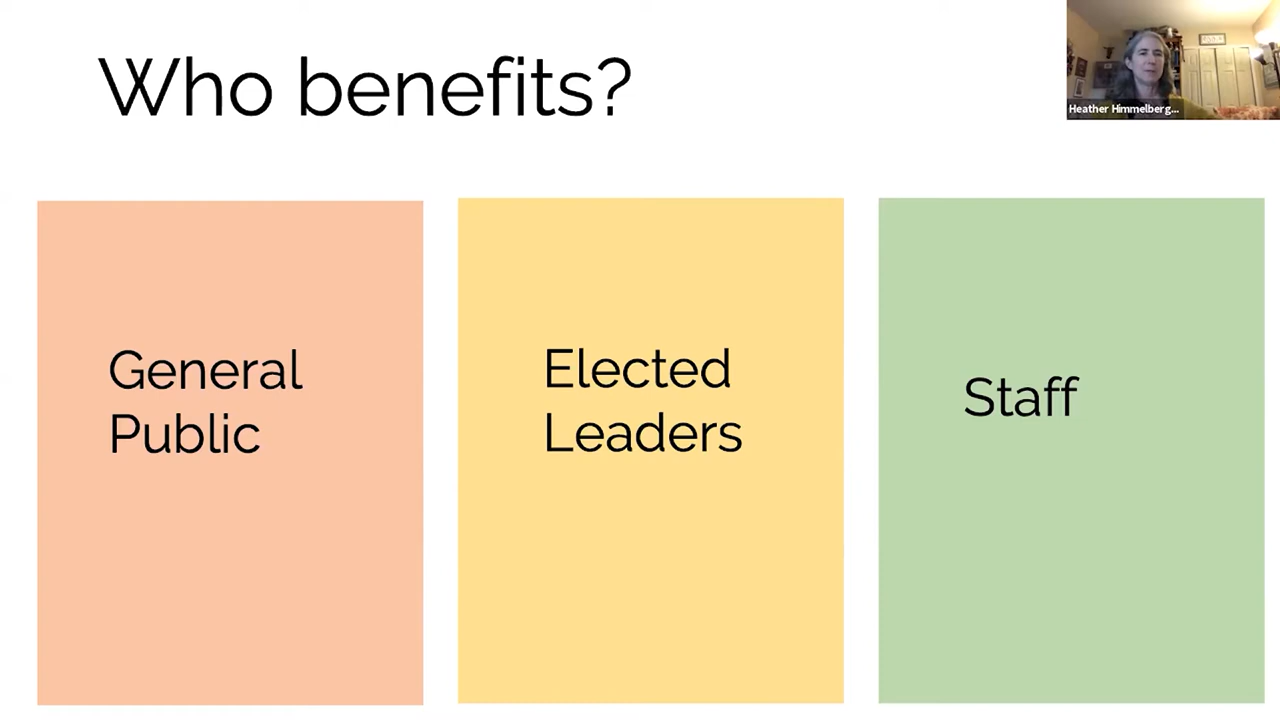 Who benefits?
Heather Himmelberg...
General
Public
Elected
Leaders
Staff